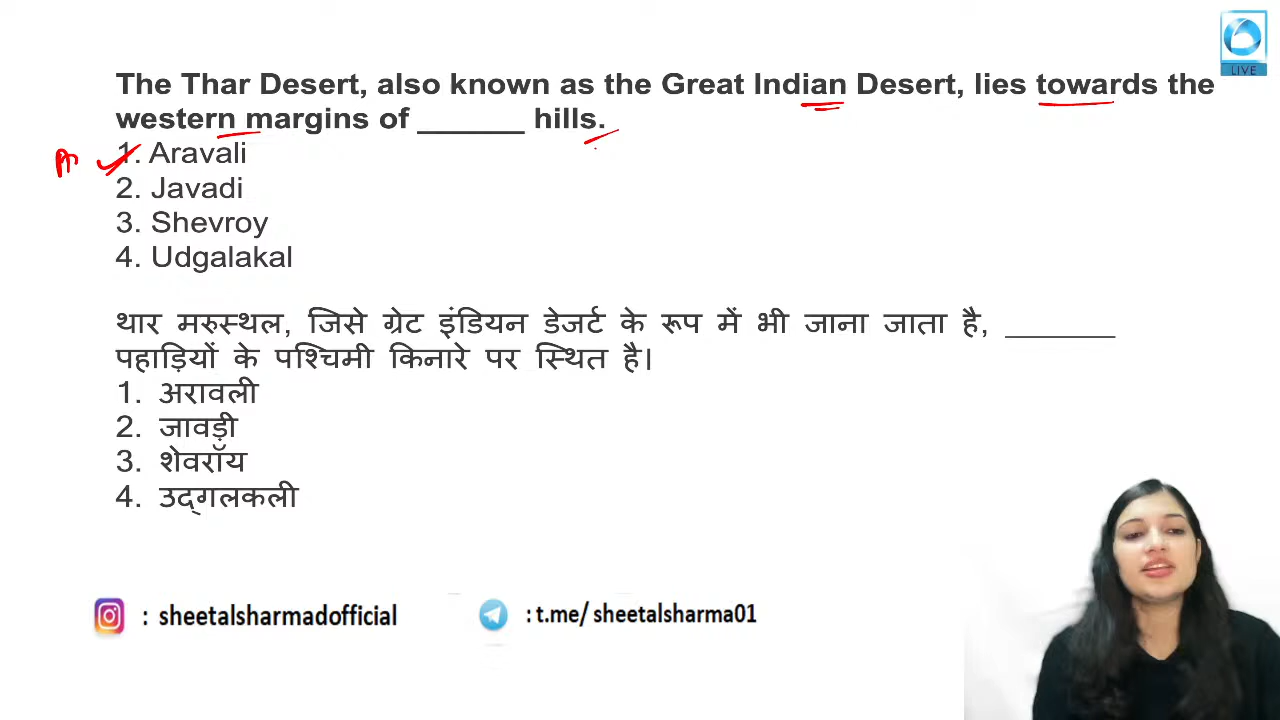 LIVE
The Thar Desert, also known as the Great Indian Desert, lies towards the
western margins of ______ hills.
1. Aravali
2. Javadi
3. Shevroy
4. Udgalakal
थार मरुस्थल, जिसे ग्रेट इंडियन डेजर्ट के रूप में भी जाना जाता है, ______
पहाड़ियों के पश्चिमी किनारे पर स्थित है।
1. अरावली
2. जावड़ी
3. शेवरॉय
4. उद्गलकली
: sheetalsharmadofficial
: t.me/ sheetalsharma01